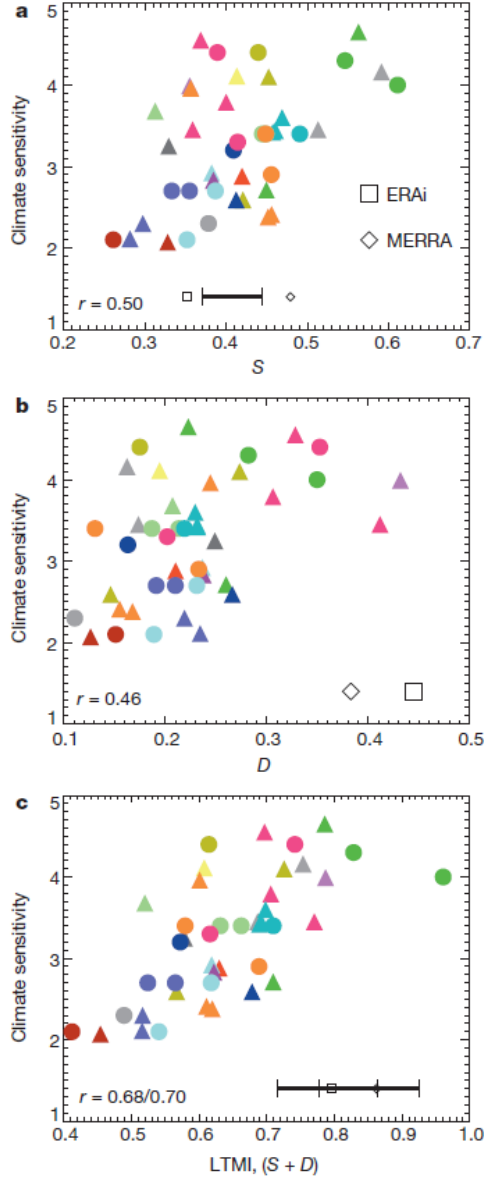 a
5
4
3
2
1
Climate sensitivity
ERAi
MERRA
r = 0.50
0.2 0.3 0.4 0.5 0.6 0.7
S
b
5
4
3
2
1
Climate sensitivity
r = 0.46
0.1 0.2 0.3 0.4 0.5
D
c
5
4
3
2
1
Climate sensitivity
r = 0.68/0.70
0.4 0.5 0.6 0.7 0.8 0.9 1.0
LTMI, (S + D)